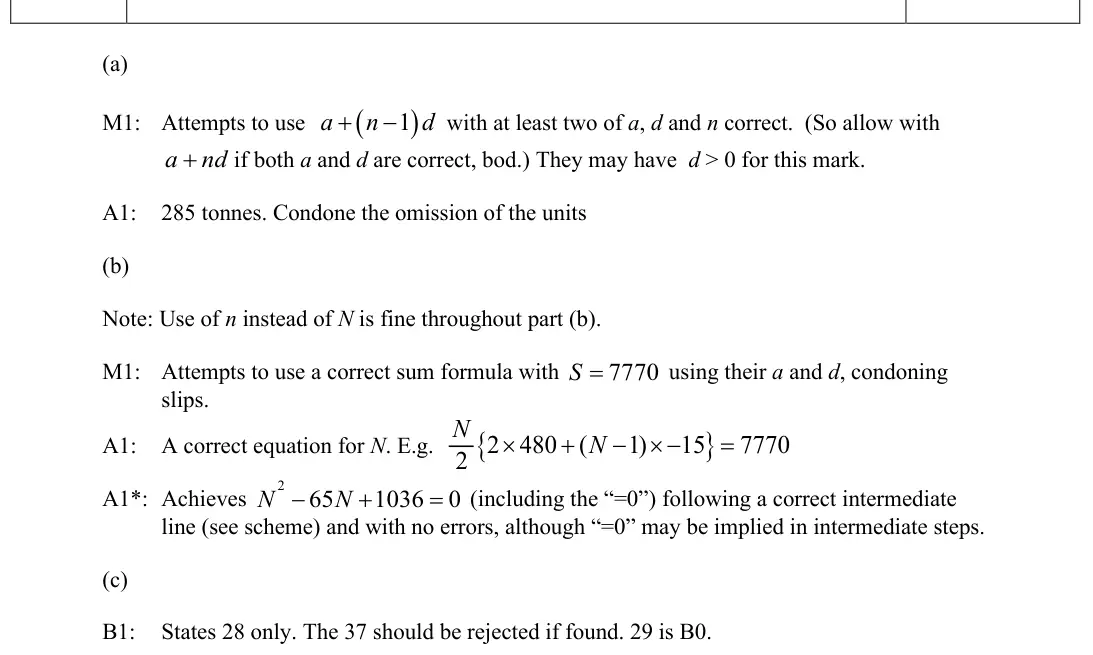 (a)
M1: Attempts to use a + (n − 1)d with at least two of a, d and n correct. (So allow with
a + nd if both a and d are correct, bod.) They may have d > 0 for this mark.
A1: 285 tonnes. Condone the omission of the units
(b)
Note: Use of n instead of N is fine throughout part (b).
M1: Attempts to use a correct sum formula with S = 7770 using their a and d, condoning
slips.
A1: A correct equation for N. E.g. N/2 {2 × 480 + (N − 1) × −15} = 7770
A1*: Achieves N² − 65N + 1036 = 0 (including the “=0”) following a correct intermediate
line (see scheme) and with no errors, although “=0” may be implied in intermediate steps.
(c)
B1: States 28 only. The 37 should be rejected if found. 29 is B0.